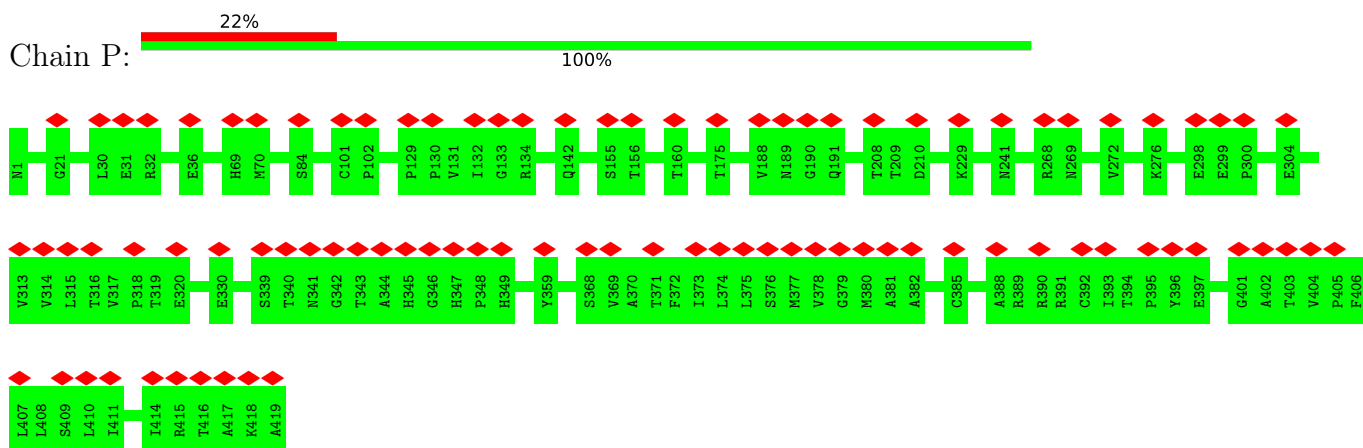 22%
Chain P:
100%
N1 G21 L30 E31 R32 E36 H69 M70 S84 C101 P102 P129 P130 V131 I132 G133 R134 Q142 S155 T156 T160 T175 V188 N189 G190 Q191 T208 T209 D210 K229 N241 R268 N269 V272 K276 E298 E299 P300 E304
V313 V314 L315 T316 V317 P318 T319 E320 E330 S339 T340 N341 G342 T343 A344 H345 G346 H347 P348 H349 Y359 S368 V369 A370 T371 F372 I373 L374 L375 S376 M377 V378 G379 M380 A381 A382 C385 A388 R389 R390 R391 C392 I393 T394 P395 Y396 E397 G401 A402 T403 V404 P405 F406
L407 L408 S409 L410 I411 I414 R415 T416 A417 K418 A419